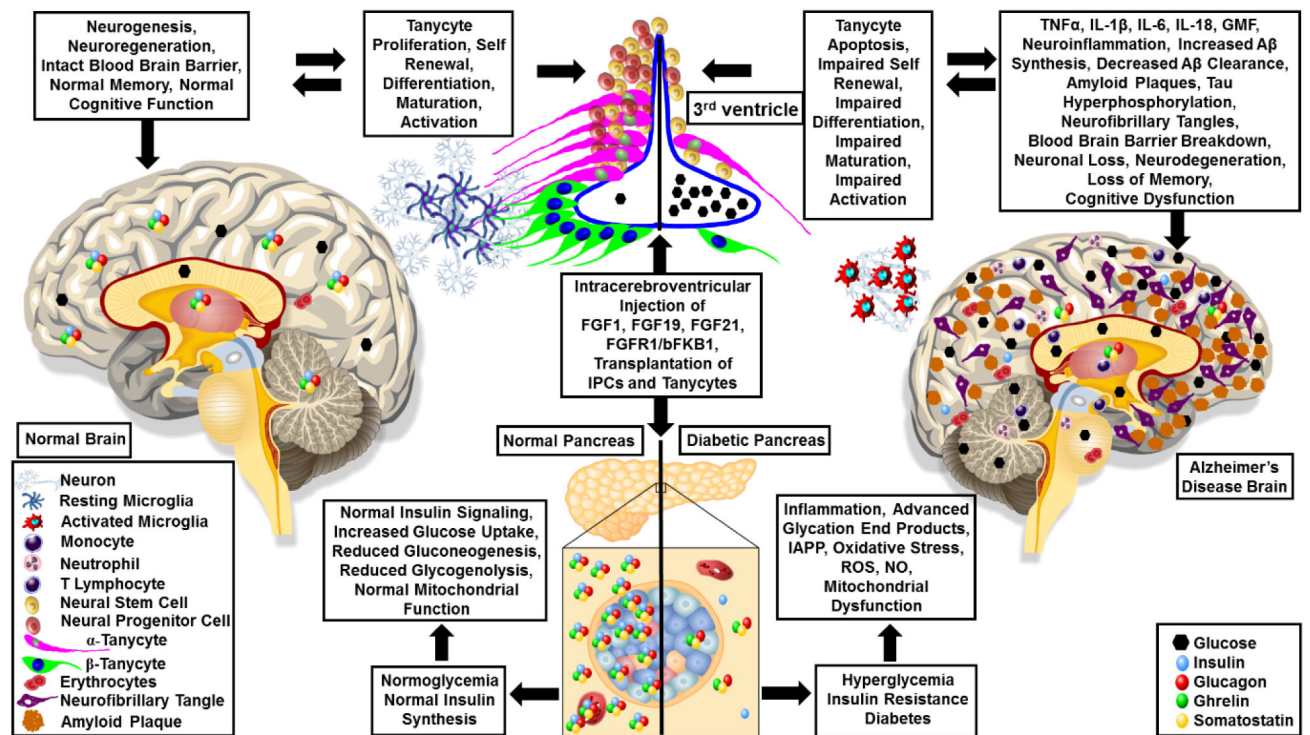 Neurogenesis,
Neuroregeneration,
Intact Blood Brain Barrier,
Normal Memory, Normal
Cognitive Function
Tanycyte
Proliferation, Self
Renewal,
Differentiation,
Maturation,
Activation
3rd ventricle
Tanycyte
Apoptosis,
Impaired Self
Renewal,
Impaired
Differentiation,
Impaired
Maturation,
Impaired
Activation
TNFα, IL-1β, IL-6, IL-18, GMF,
Neuroinflammation, Increased Aβ
Synthesis, Decreased Aβ Clearance,
Amyloid Plaques, Tau
Hyperphosphorylation,
Neurofibrillary Tangles,
Blood Brain Barrier Breakdown,
Neuronal Loss, Neurodegeneration,
Loss of Memory,
Cognitive Dysfunction
Intracerebroventricular
Injection of
FGF1, FGF19, FGF21,
FGFR1/bFKB1,
Transplantation of
IPCs and Tanycytes
Normal Brain
Normal Pancreas
Diabetic Pancreas
Alzheimer's
Disease Brain
Neuron
Resting Microglia
Activated Microglia
Monocyte
Neutrophil
T Lymphocyte
Neural Stem Cell
Neural Progenitor Cell
α-Tanycyte
β-Tanycyte
Erythrocytes
Neurofibrillary Tangle
Amyloid Plaque
Normal Insulin Signaling,
Increased Glucose Uptake,
Reduced Gluconeogenesis,
Reduced Glycogenolysis,
Normal Mitochondrial
Function
Inflammation, Advanced
Glycation End Products,
IAPP, Oxidative Stress,
ROS, NO,
Mitochondrial
Dysfunction
Normoglycemia
Normal Insulin
Synthesis
Hyperglycemia
Insulin Resistance
Diabetes
Glucose
Insulin
Glucagon
Ghrelin
Somatostatin